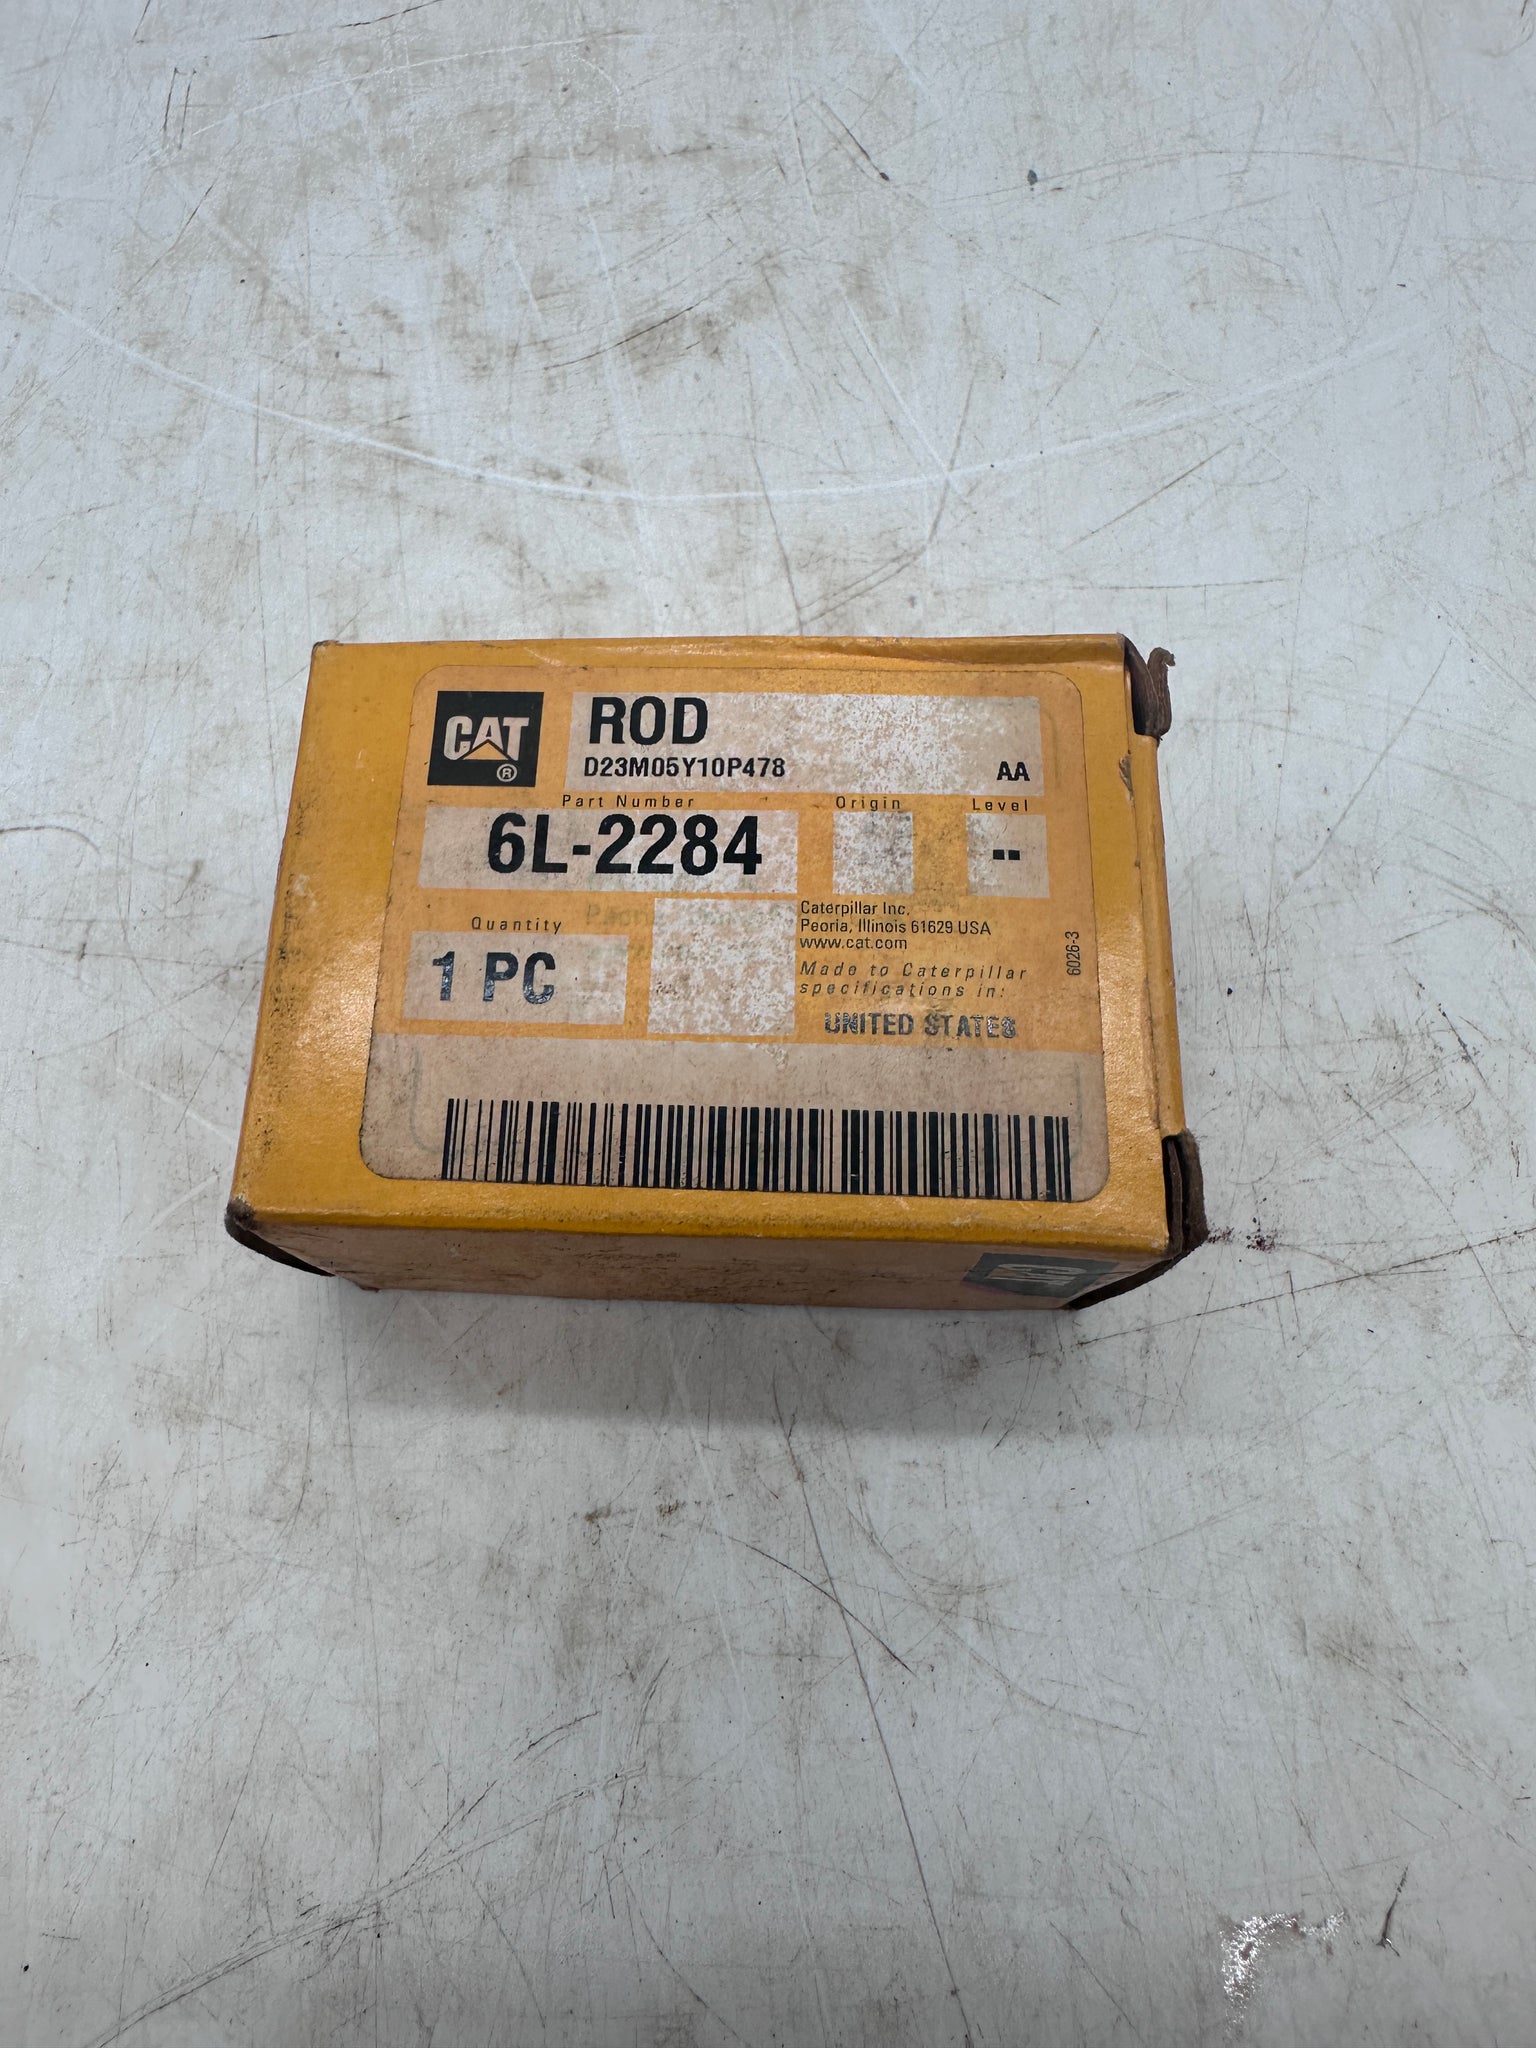 CAT
®
ROD
D23M05Y10P478 AA
Part Number Origin Level
6L-2284 --
Quantity
1 PC
Caterpillar Inc.
Peoria, Illinois 61629 USA
www.cat.com
Made to Caterpillar
specifications in:
UNITED STATES
6026-3
CAT